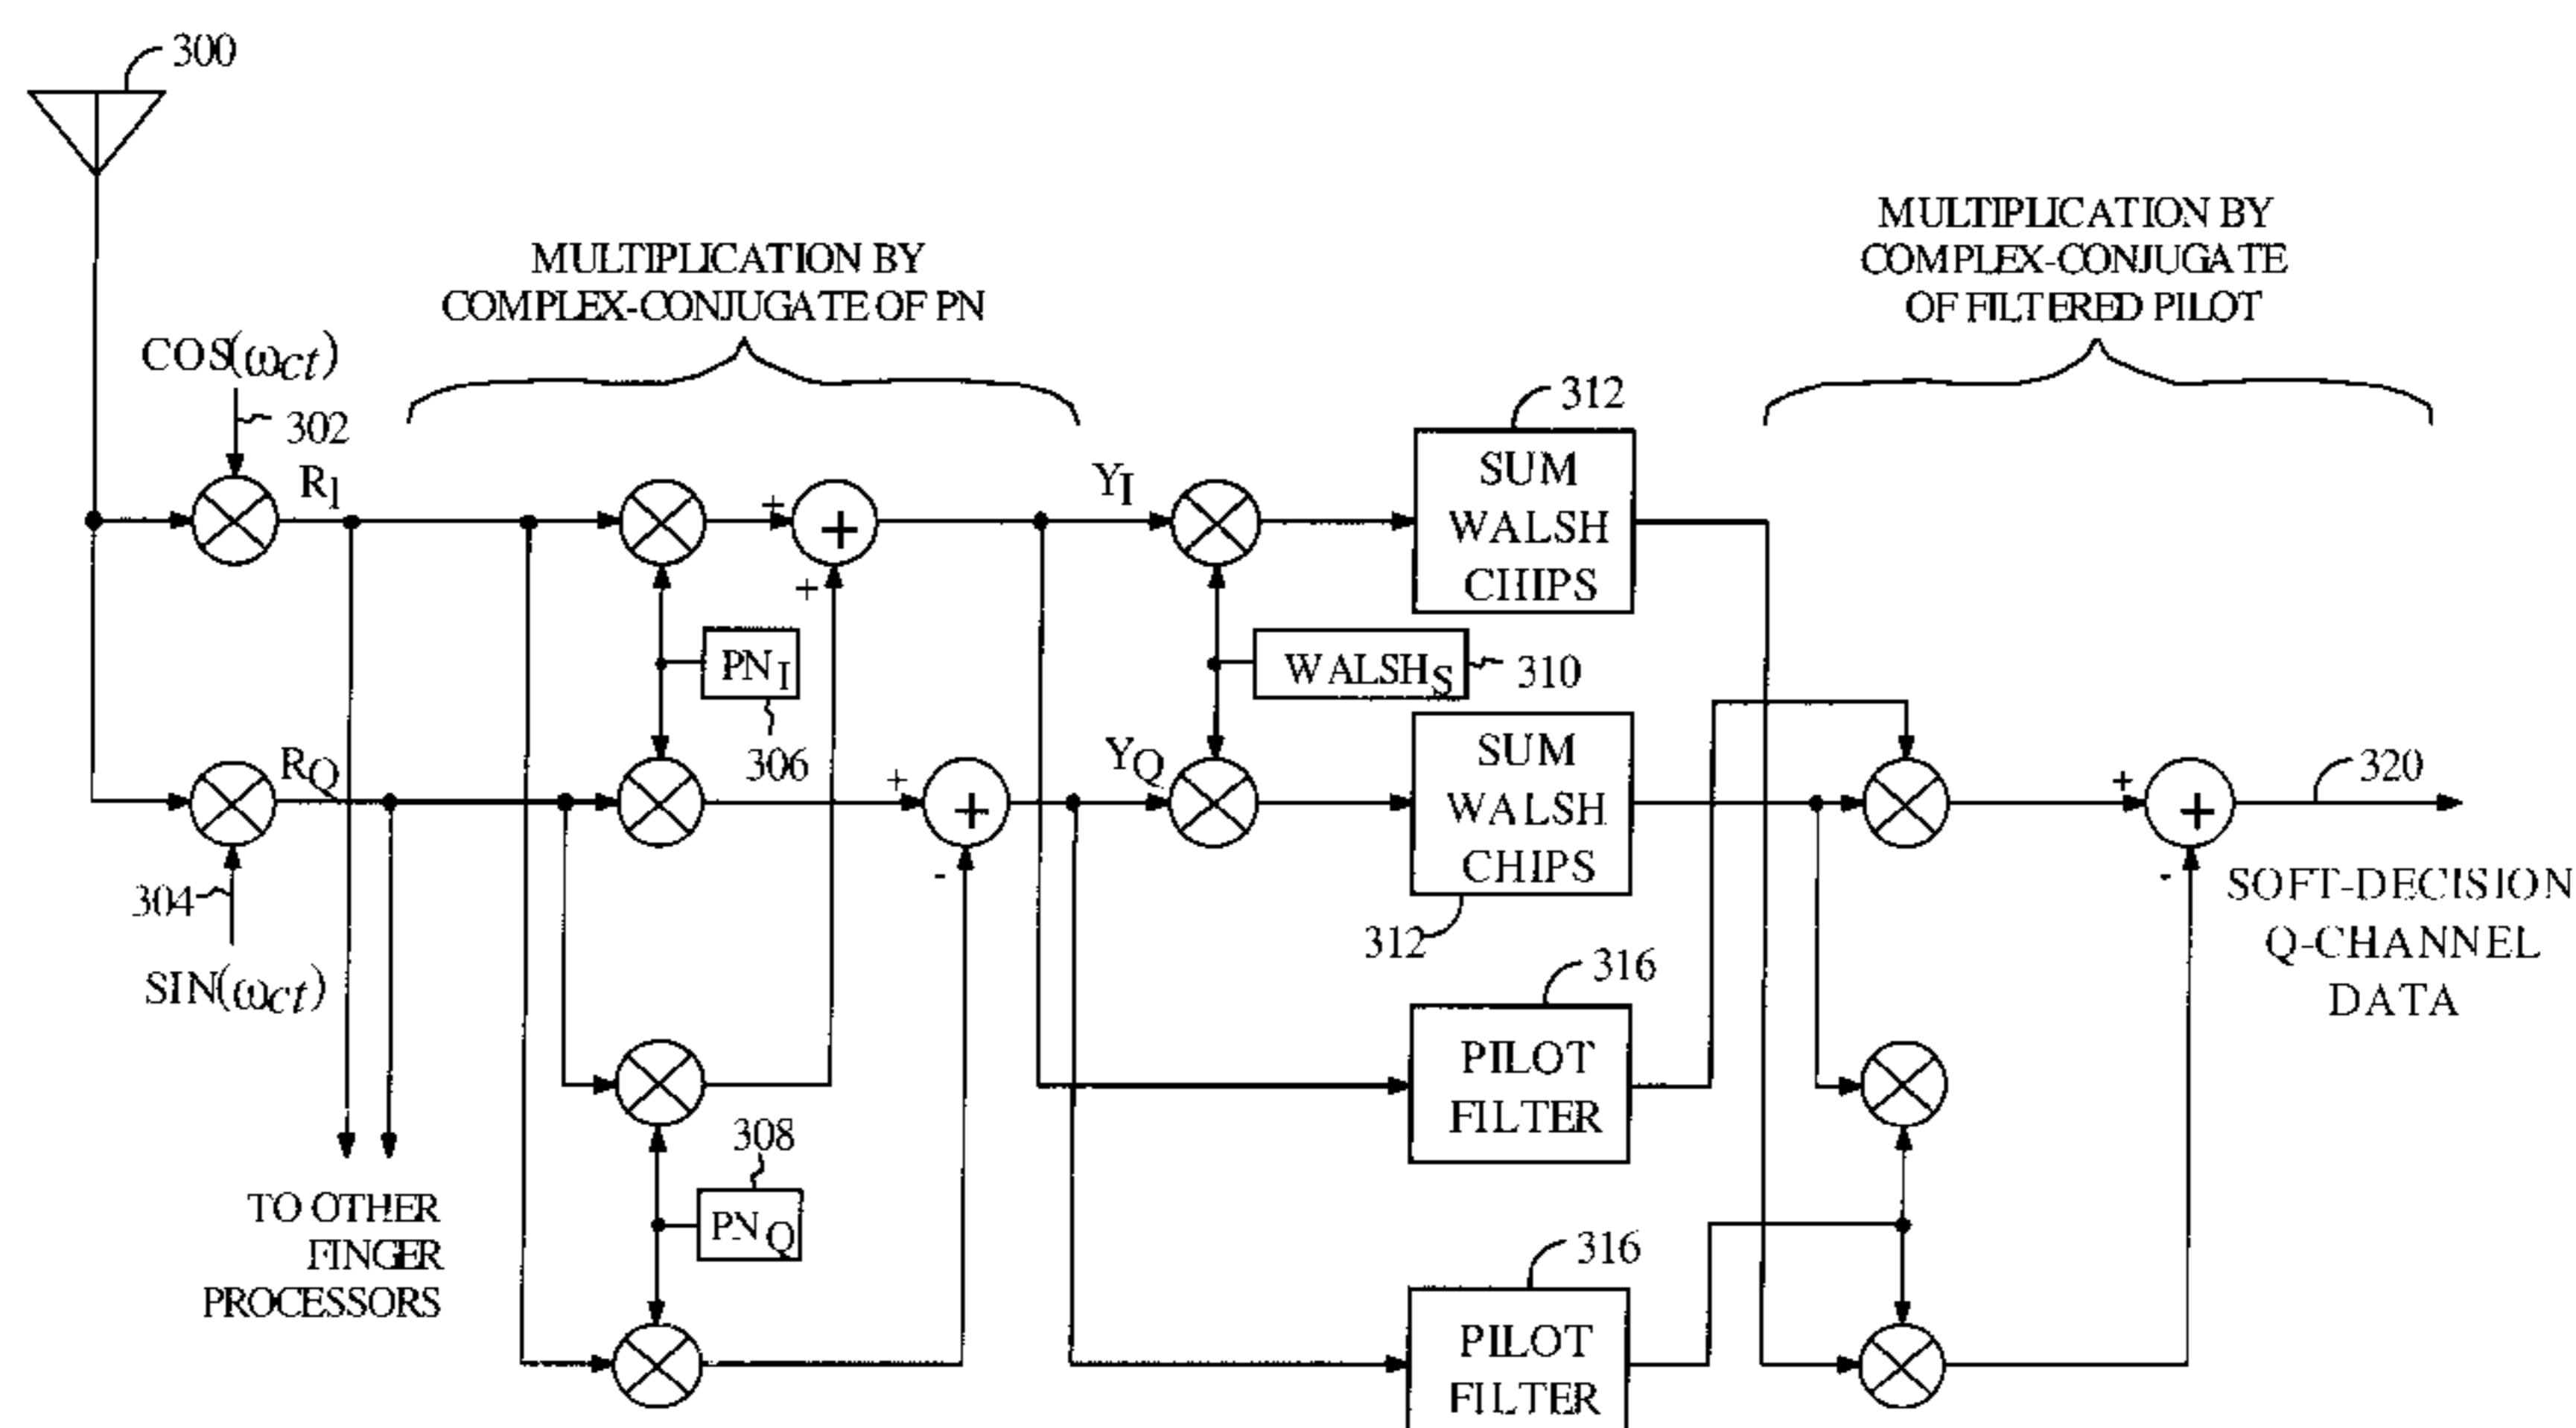 300
MULTIPLICATION BY
COMPLEX-CONJUGATE OF PN
MULTIPLICATION BY
COMPLEX-CONJUGATE
OF FILTERED PILOT
COS(ωct)
302
RI
YI
312
SUM
WALSH
CHIPS
PNI
306
WALSHS
310
RQ
YQ
SUM
WALSH
CHIPS
312
320
304
SIN(ωct)
SOFT-DECISION
Q-CHANNEL
DATA
316
PILOT
FILTER
308
PNQ
TO OTHER
FINGER
PROCESSORS
316
PILOT
FILTER
+
+
+
+
-
+
+
-
+